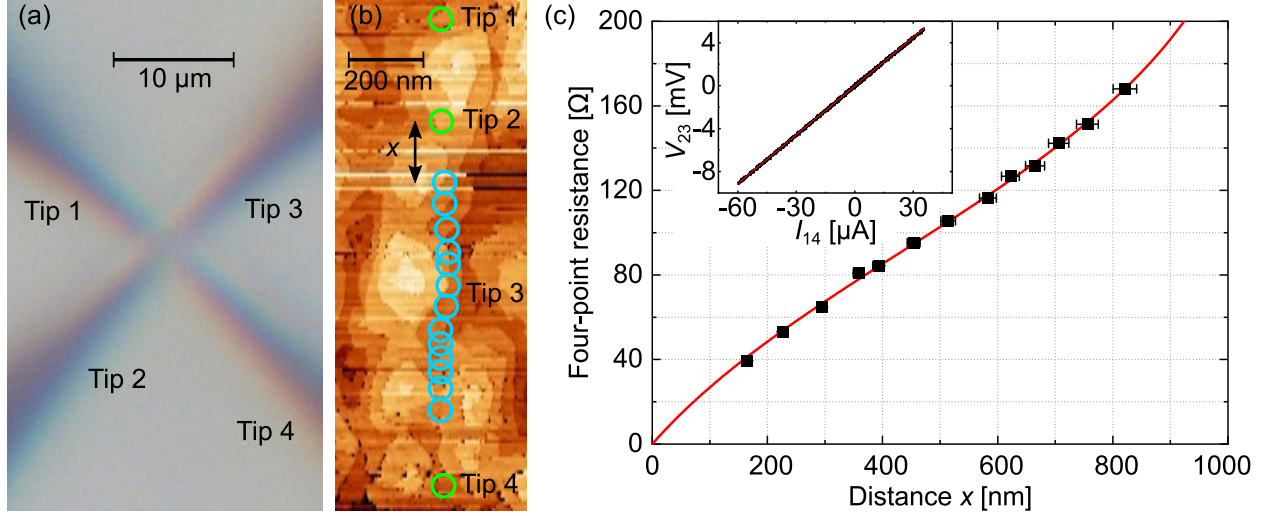 (a)
10 µm
Tip 1
Tip 3
Tip 2
Tip 4
(b)
Tip 1
200 nm
Tip 2
x
Tip 3
Tip 4
(c)
200
160
120
80
40
0
0 200 400 600 800 1000
Four-point resistance [Ω]
Distance x [nm]
4
0
-4
-8
-60 -30 0 30
V23 [mV]
I14 [µA]